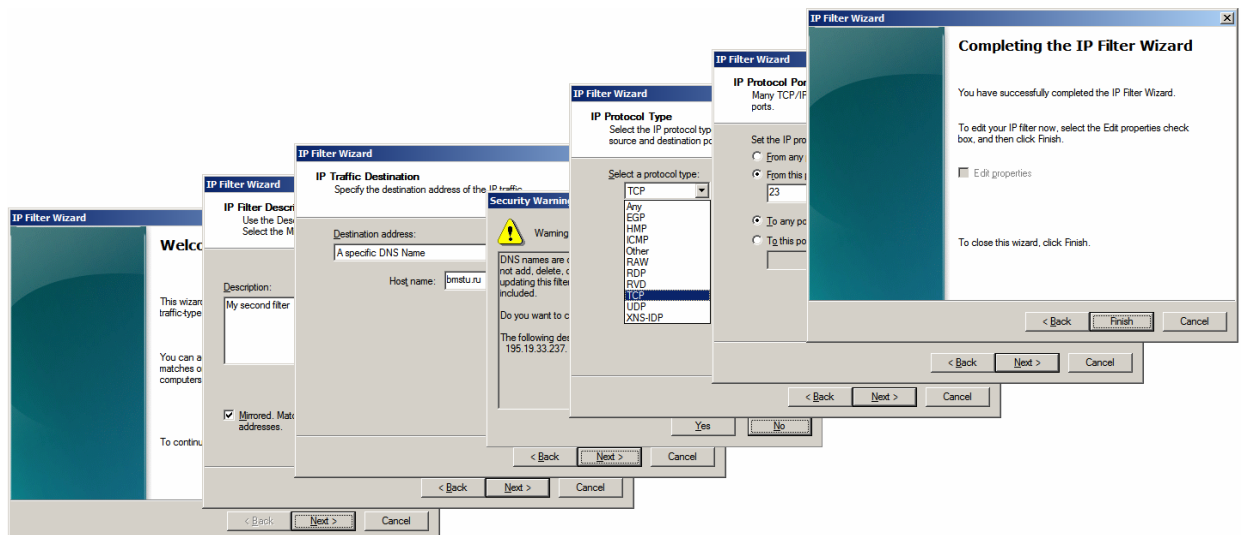 IP Filter Wizard
Welco
This wizard
traffic-type
You can a
matches o
computers
To continu
< Back
Next >
Cancel
IP Filter Wizard
IP Filter Descri
Use the Des
Select the M
Description:
My second filter
Mirrored. Mat
addresses.
< Back
Next >
Cancel
IP Filter Wizard
IP Traffic Destination
Specify the destination address of the IP traffic
Destination address:
A specific DNS Name
Host name:
bmstu.ru
< Back
Next >
Cancel
Security Warning
Warning
DNS names are
not add, delete,
updating this filter
included.
Do you want to c
The following des
195.19.33.237.
Yes
No
IP Filter Wizard
IP Protocol Type
Select the IP protocol typ
source and destination po
Select a protocol type:
TCP
Any
EGP
HMP
ICMP
Other
RAW
RDP
RVD
TCP
UDP
XNS-IDP
< Back
Next >
Cancel
IP Filter Wizard
IP Protocol Por
Many TCP/IF
ports.
Set the IP pro
From any
From this
23
To any po
To this po
< Back
Next >
Cancel
IP Filter Wizard
Completing the IP Filter Wizard
You have successfully completed the IP Filter Wizard.
To edit your IP filter now, select the Edit properties check
box, and then click Finish.
Edit properties
To close this wizard, click Finish.
< Back
Finish
Cancel